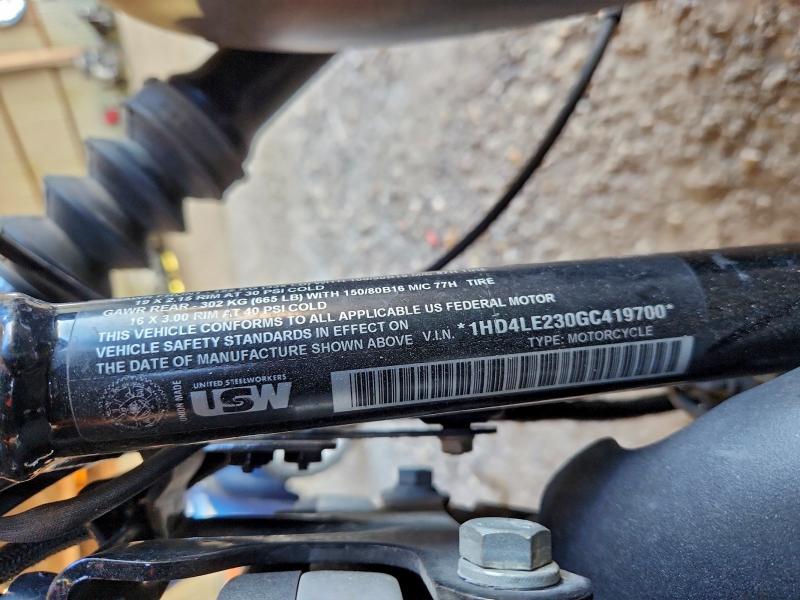 19 X 2.15 RIM AT 30 PSI COLD
GAWR REAR - 302 KG (665 LB) WITH 150/80B16 M/C 77H TIRE
16 X 3.00 RIM AT 40 PSI COLD
THIS VEHICLE CONFORMS TO ALL APPLICABLE US FEDERAL MOTOR
VEHICLE SAFETY STANDARDS IN EFFECT ON
THE DATE OF MANUFACTURE SHOWN ABOVE V.I.N. *1HD4LE230GC419700*
TYPE: MOTORCYCLE
UNION MADE
UNITED STEELWORKERS
USW